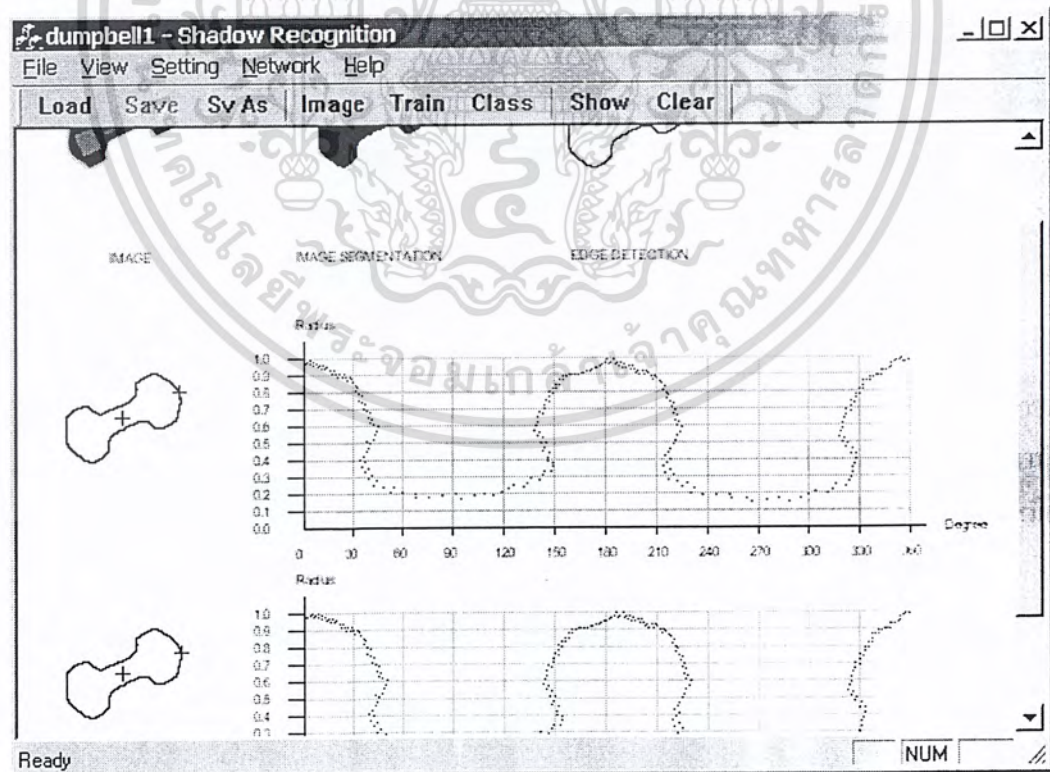 dumpbell1 - Shadow Recognition
File View Setting Network Help
Load Save Sv As Image Train Class Show Clear
IMAGE IMAGE SEGMENTATION EDGE DETECTION
Radius
1.0
0.9
0.8
0.7
0.6
0.5
0.4
0.3
0.2
0.1
0.0
Degree
0 30 60 90 120 150 180 210 240 270 300 330 360
Radius
1.0
0.9
0.8
0.7
0.6
0.5
0.4
0.3
Ready NUM